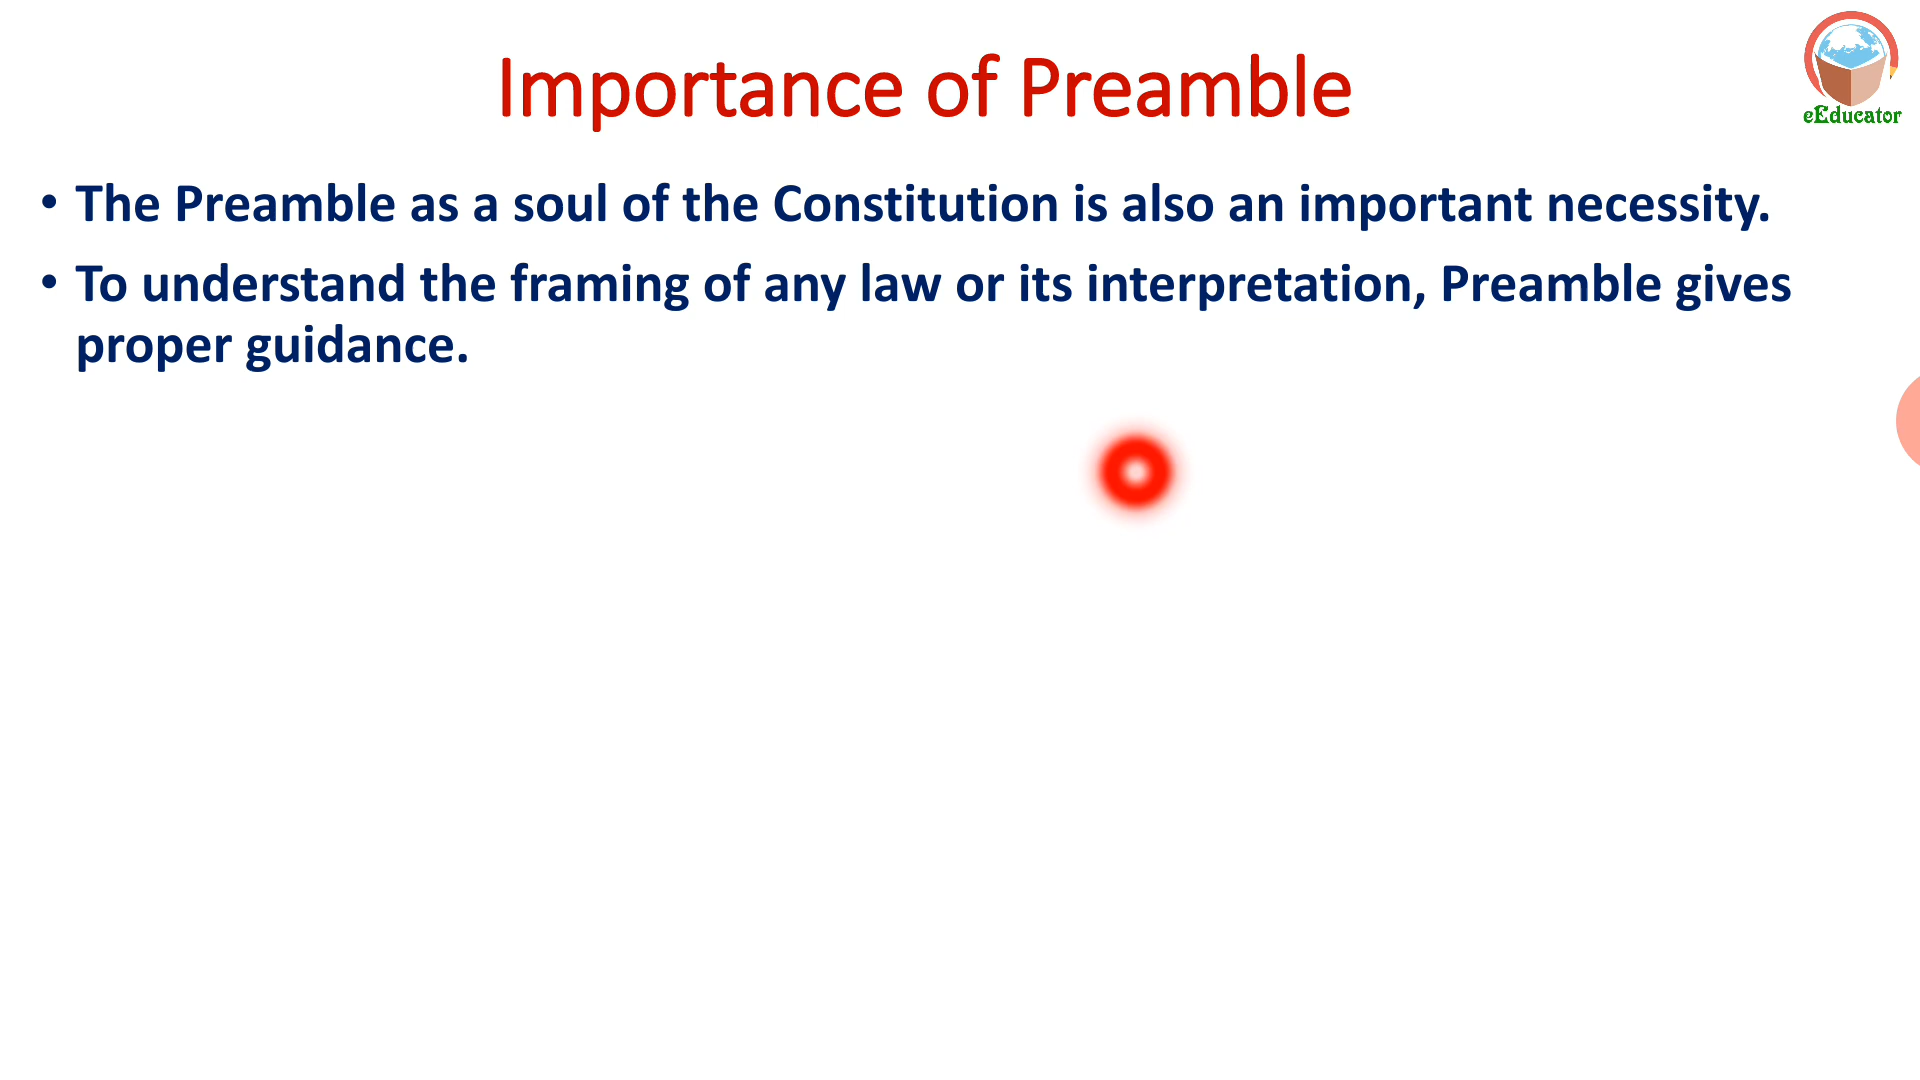 Importance of Preamble
eEducator
• The Preamble as a soul of the Constitution is also an important necessity.
• To understand the framing of any law or its interpretation, Preamble gives
proper guidance.